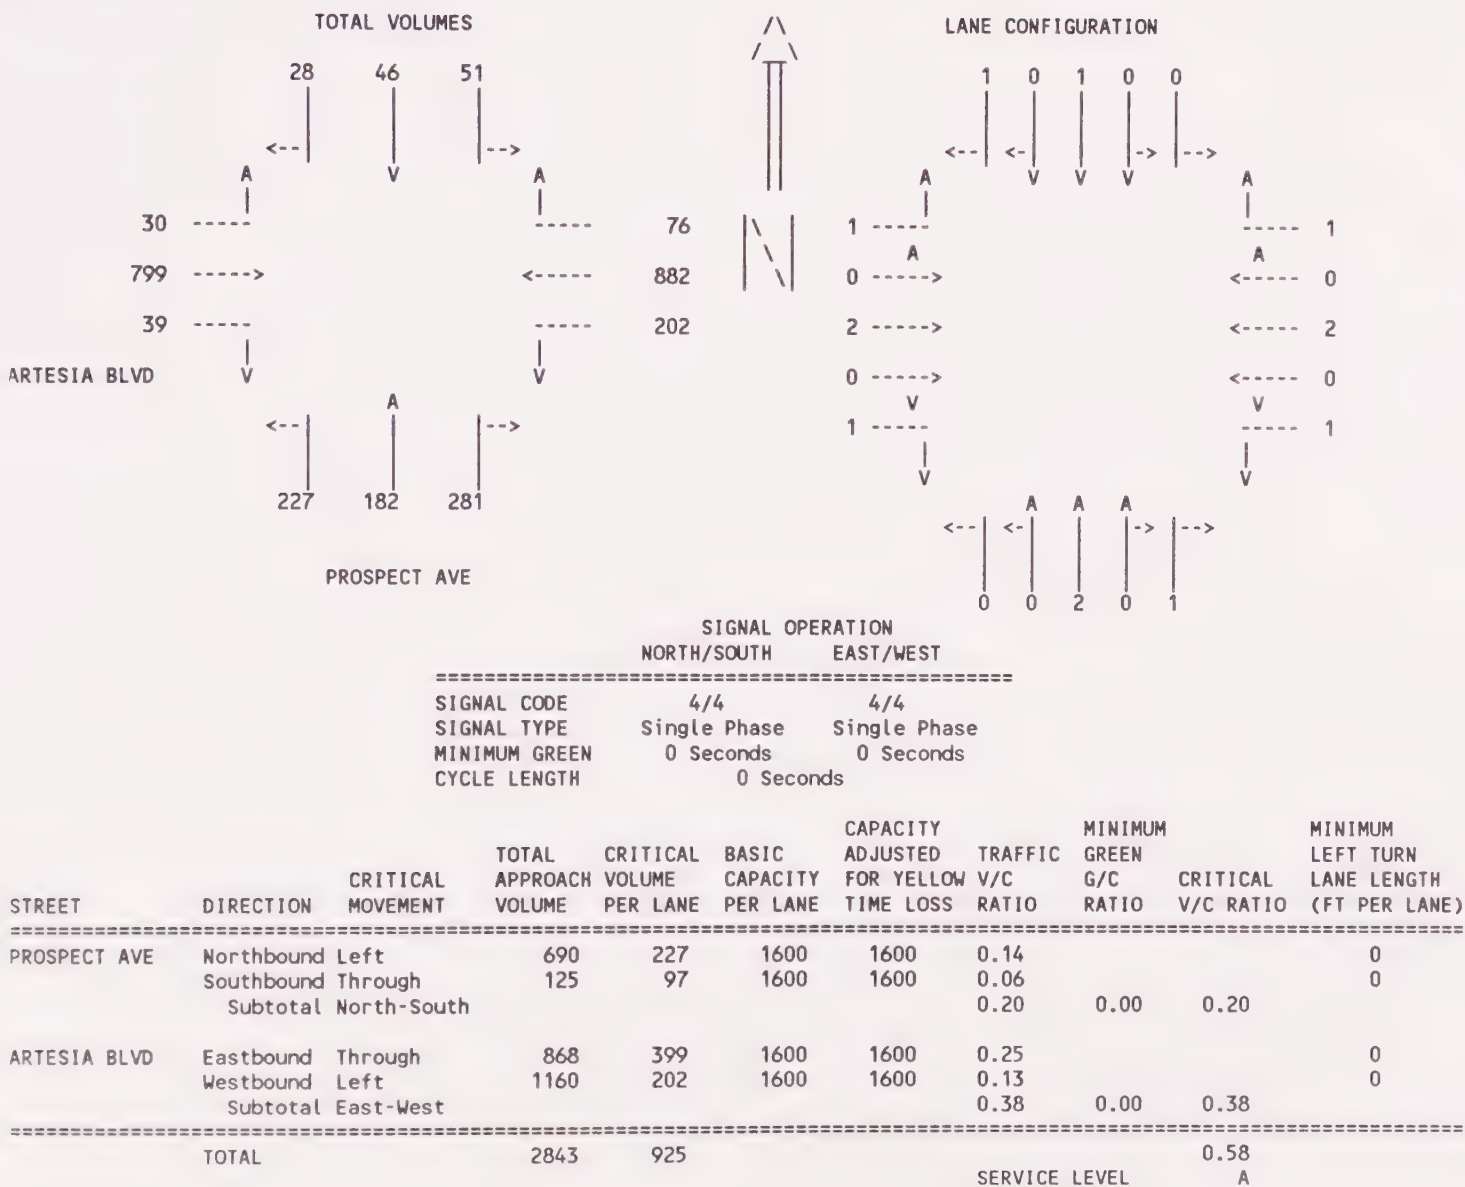 TOTAL VOLUMES LANE CONFIGURATION
28 46 51 1 0 1 0 0
<-- --> <-- <- -> -->
A V A A V V V A
30 ----- ----- 76 1 ----- ----- 1
N
A A
799 -----> <----- 882 0 -----> <----- 0
39 ----- ----- 202 2 -----> <----- 2
ARTESIA BLVD V V 0 -----> <----- 0
A V V
<-- --> 1 ----- ----- 1
V V
227 182 281 A A A
<-- <- -> -->
PROSPECT AVE
0 0 2 0 1
SIGNAL OPERATION
NORTH/SOUTH EAST/WEST
================================================
SIGNAL CODE 4/4 4/4
SIGNAL TYPE Single Phase Single Phase
MINIMUM GREEN 0 Seconds 0 Seconds
CYCLE LENGTH 0 Seconds
CAPACITY MINIMUM MINIMUM
TOTAL CRITICAL BASIC ADJUSTED TRAFFIC GREEN LEFT TURN
CRITICAL APPROACH VOLUME CAPACITY FOR YELLOW V/C G/C CRITICAL LANE LENGTH
STREET DIRECTION MOVEMENT VOLUME PER LANE PER LANE TIME LOSS RATIO RATIO V/C RATIO (FT PER LANE)
================================================
PROSPECT AVE Northbound Left 690 227 1600 1600 0.14 0
Southbound Through 125 97 1600 1600 0.06 0
Subtotal North-South 0.20 0.00 0.20
ARTESIA BLVD Eastbound Through 868 399 1600 1600 0.25 0
Westbound Left 1160 202 1600 1600 0.13 0
Subtotal East-West 0.38 0.00 0.38
================================================
TOTAL 2843 925 0.58
SERVICE LEVEL A